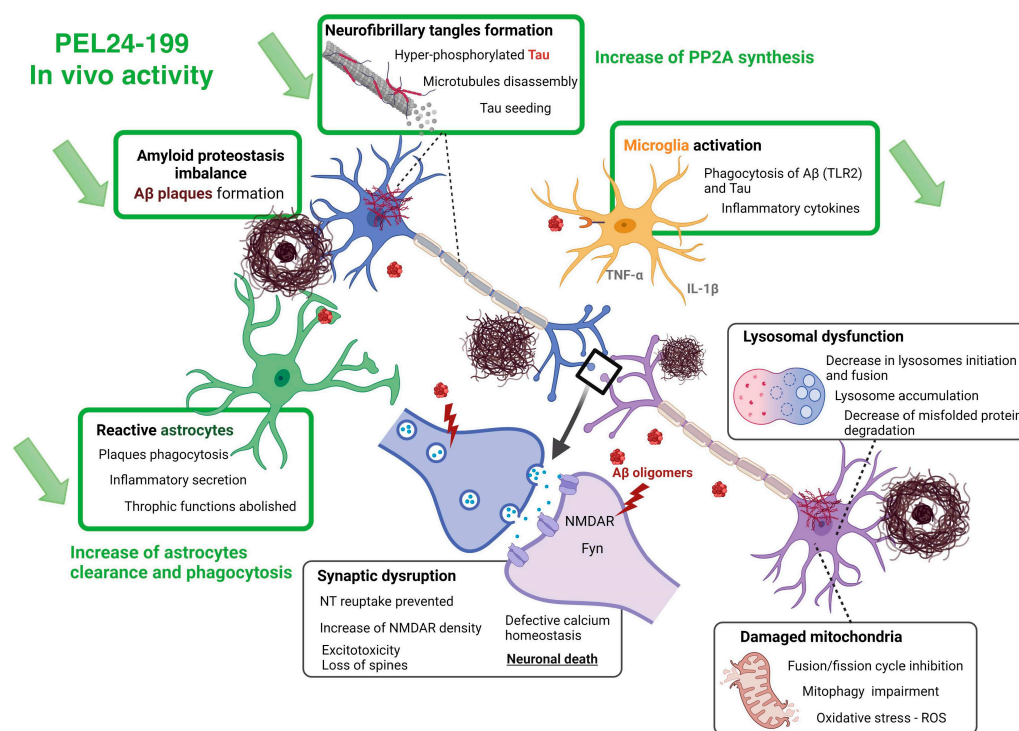 PEL24-199
In vivo activity
Neurofibrillary tangles formation
Hyper-phosphorylated Tau
Microtubules disassembly
Tau seeding
Increase of PP2A synthesis
Amyloid proteostasis
imbalance
Aβ plaques formation
Microglia activation
Phagocytosis of Aβ (TLR2)
and Tau
Inflammatory cytokines
TNF-α
IL-1β
Lysosomal dysfunction
Decrease in lysosomes initiation
and fusion
Lysosome accumulation
Decrease of misfolded protein
degradation
Reactive astrocytes
Plaques phagocytosis
Inflammatory secretion
Throphic functions abolished
Increase of astrocytes
clearance and phagocytosis
Aβ oligomers
NMDAR
Fyn
Synaptic dysruption
NT reuptake prevented
Increase of NMDAR density
Excitotoxicity
Loss of spines
Defective calcium
homeostasis
Neuronal death
Damaged mitochondria
Fusion/fission cycle inhibition
Mitophagy impairment
Oxidative stress - ROS